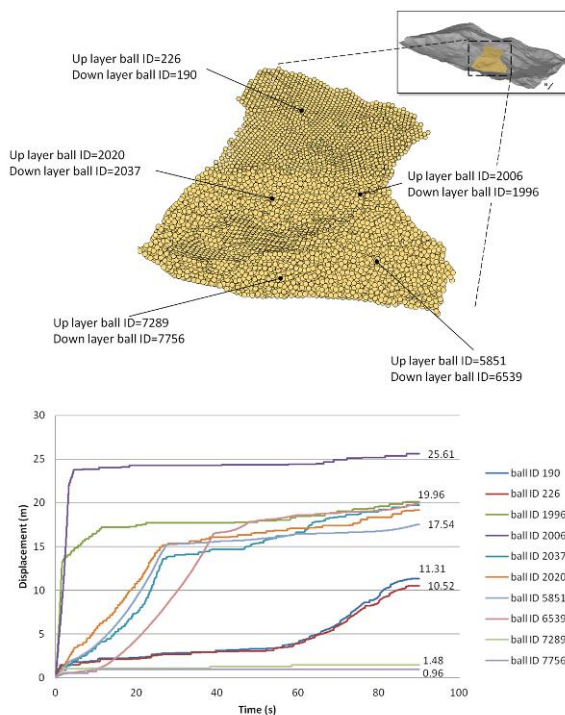 Up layer ball ID=226
Down layer ball ID=190
Up layer ball ID=2020
Down layer ball ID=2037
Up layer ball ID=2006
Down layer ball ID=1996
Up layer ball ID=7289
Down layer ball ID=7756
Up layer ball ID=5851
Down layer ball ID=6539
Displacement (m)
30
25
20
15
10
5
0
25.61
19.96
17.54
11.31
10.52
1.48
0.96
0
20
40
60
80
100
Time (s)
ball ID 190
ball ID 226
ball ID 1996
ball ID 2006
ball ID 2037
ball ID 2020
ball ID 5851
ball ID 6539
ball ID 7289
ball ID 7756